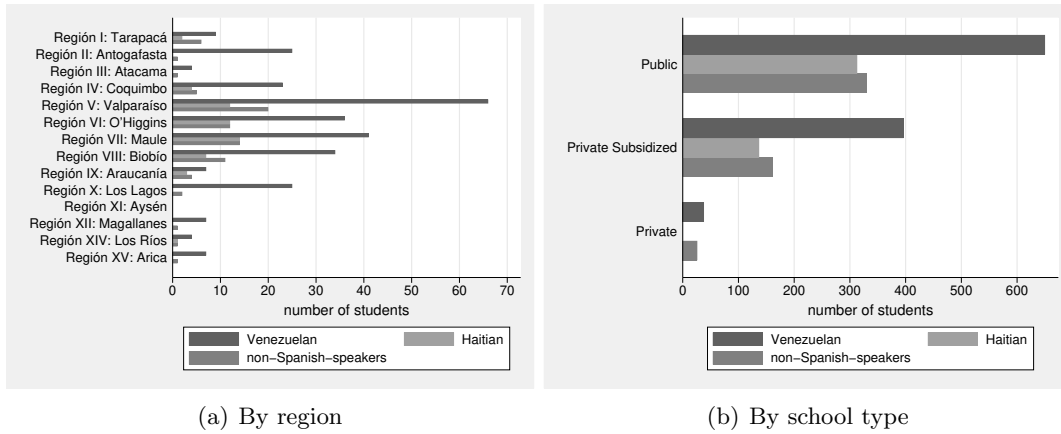 Región I: Tarapacá
Región II: Antogafasta
Región III: Atacama
Región IV: Coquimbo
Región V: Valparaíso
Región VI: O'Higgins
Región VII: Maule
Región VIII: Biobío
Región IX: Araucanía
Región X: Los Lagos
Región XI: Aysén
Región XII: Magallanes
Región XIV: Los Ríos
Región XV: Arica
0 10 20 30 40 50 60 70
number of students
Venezuelan Haitian
non−Spanish−speakers
(a) By region
Public
Private Subsidized
Private
0 100 200 300 400 500 600
number of students
Venezuelan Haitian
non−Spanish−speakers
(b) By school type